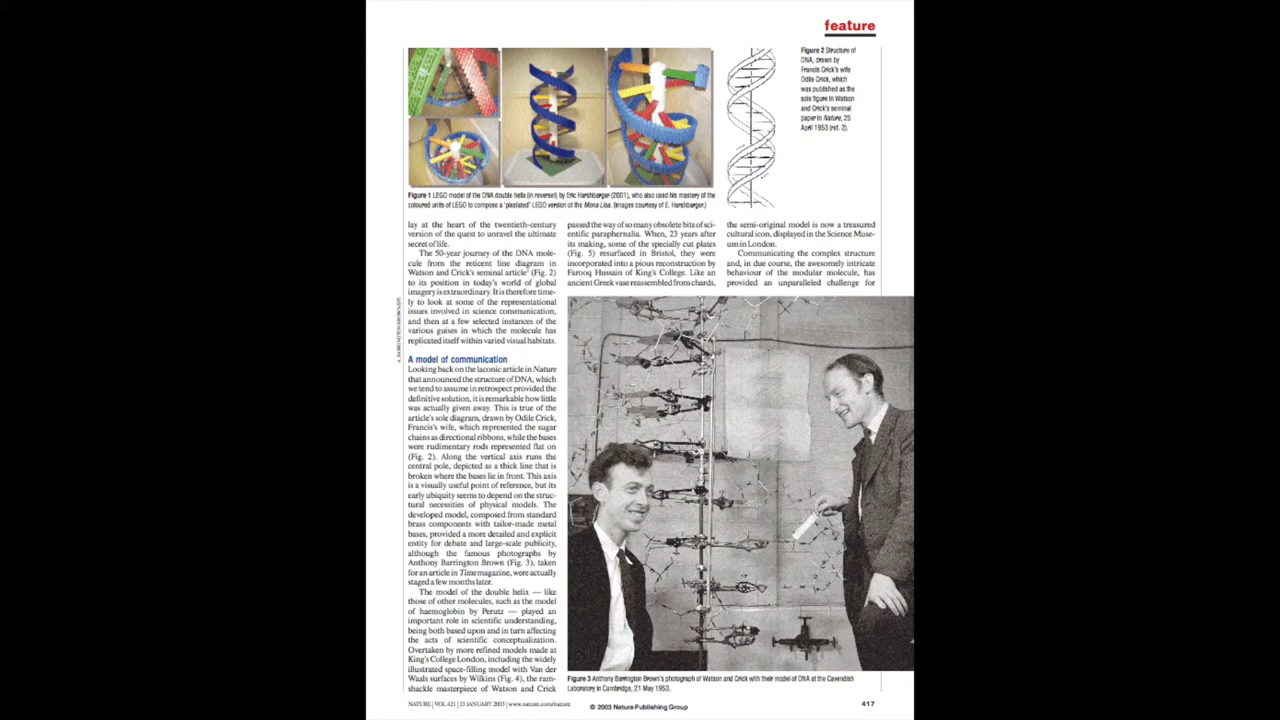 feature
Figure 2 Structure of
DNA, drawn by
Francis Crick's wife
Odile Crick, which
was published as the
sole figure in Watson
and Crick's seminal
paper in Nature, 25
April 1953 (ref. 2).
Figure 1 LEGO model of the DNA double helix (in reverse!) by Eric Harshbarger (2001), who also used his mastery of the
coloured units of LEGO to compose a 'pixelated' LEGO version of the Mona Lisa. (Images courtesy of E. Harshbarger.)
lay at the heart of the twentieth-century
version of the quest to unravel the ultimate
secret of life.
The 50-year journey of the DNA mole-
cule from the reticent line diagram in
Watson and Crick's seminal article² (Fig. 2)
to its position in today's world of global
imagery is extraordinary. It is therefore time-
ly to look at some of the representational
issues involved in science communication,
and then at a few selected instances of the
various guises in which the molecule has
replicated itself within varied visual habitats.
A model of communication
Looking back on the laconic article in Nature
that announced the structure of DNA, which
we tend to assume in retrospect provided the
definitive solution, it is remarkable how little
was actually given away. This is true of the
article's sole diagram, drawn by Odile Crick,
Francis's wife, which represented the sugar
chains as directional ribbons, while the bases
were rudimentary rods represented flat on
(Fig. 2). Along the vertical axis runs the
central pole, depicted as a thick line that is
broken where the bases lie in front. This axis
is a visually useful point of reference, but its
early ubiquity seems to depend on the struc-
tural necessities of physical models. The
developed model, composed from standard
brass components with tailor-made metal
bases, provided a more detailed and explicit
entity for debate and large-scale publicity,
although the famous photographs by
Anthony Barrington Brown (Fig. 3), taken
for an article in Time magazine, were actually
staged a few months later.
The model of the double helix — like
those of other molecules, such as the model
of haemoglobin by Perutz — played an
important role in scientific understanding,
being both based upon and in turn affecting
the acts of scientific conceptualization.
Overtaken by more refined models made at
King's College London, including the widely
illustrated space-filling model with Van der
Waals surfaces by Wilkins (Fig. 4), the ram-
shackle masterpiece of Watson and Crick
passed the way of so many obsolete bits of sci-
entific paraphernalia. When, 23 years after
its making, some of the specially cut plates
(Fig. 5) resurfaced in Bristol, they were
incorporated into a pious reconstruction by
Farooq Hussain of King's College. Like an
ancient Greek vase reassembled from shards,
the semi-original model is now a treasured
cultural icon, displayed in the Science Muse-
um in London.
Communicating the complex structure
and, in due course, the awesomely intricate
behaviour of the modular molecule, has
provided an unparalleled challenge for
A. BARRINGTON BROWN/SPL
Figure 3 Anthony Barrington Brown's photograph of Watson and Crick with their model of DNA at the Cavendish
Laboratory in Cambridge, 21 May 1953.
NATURE | VOL 421 | 23 JANUARY 2003 | www.nature.com/nature
© 2003 Nature Publishing Group
417